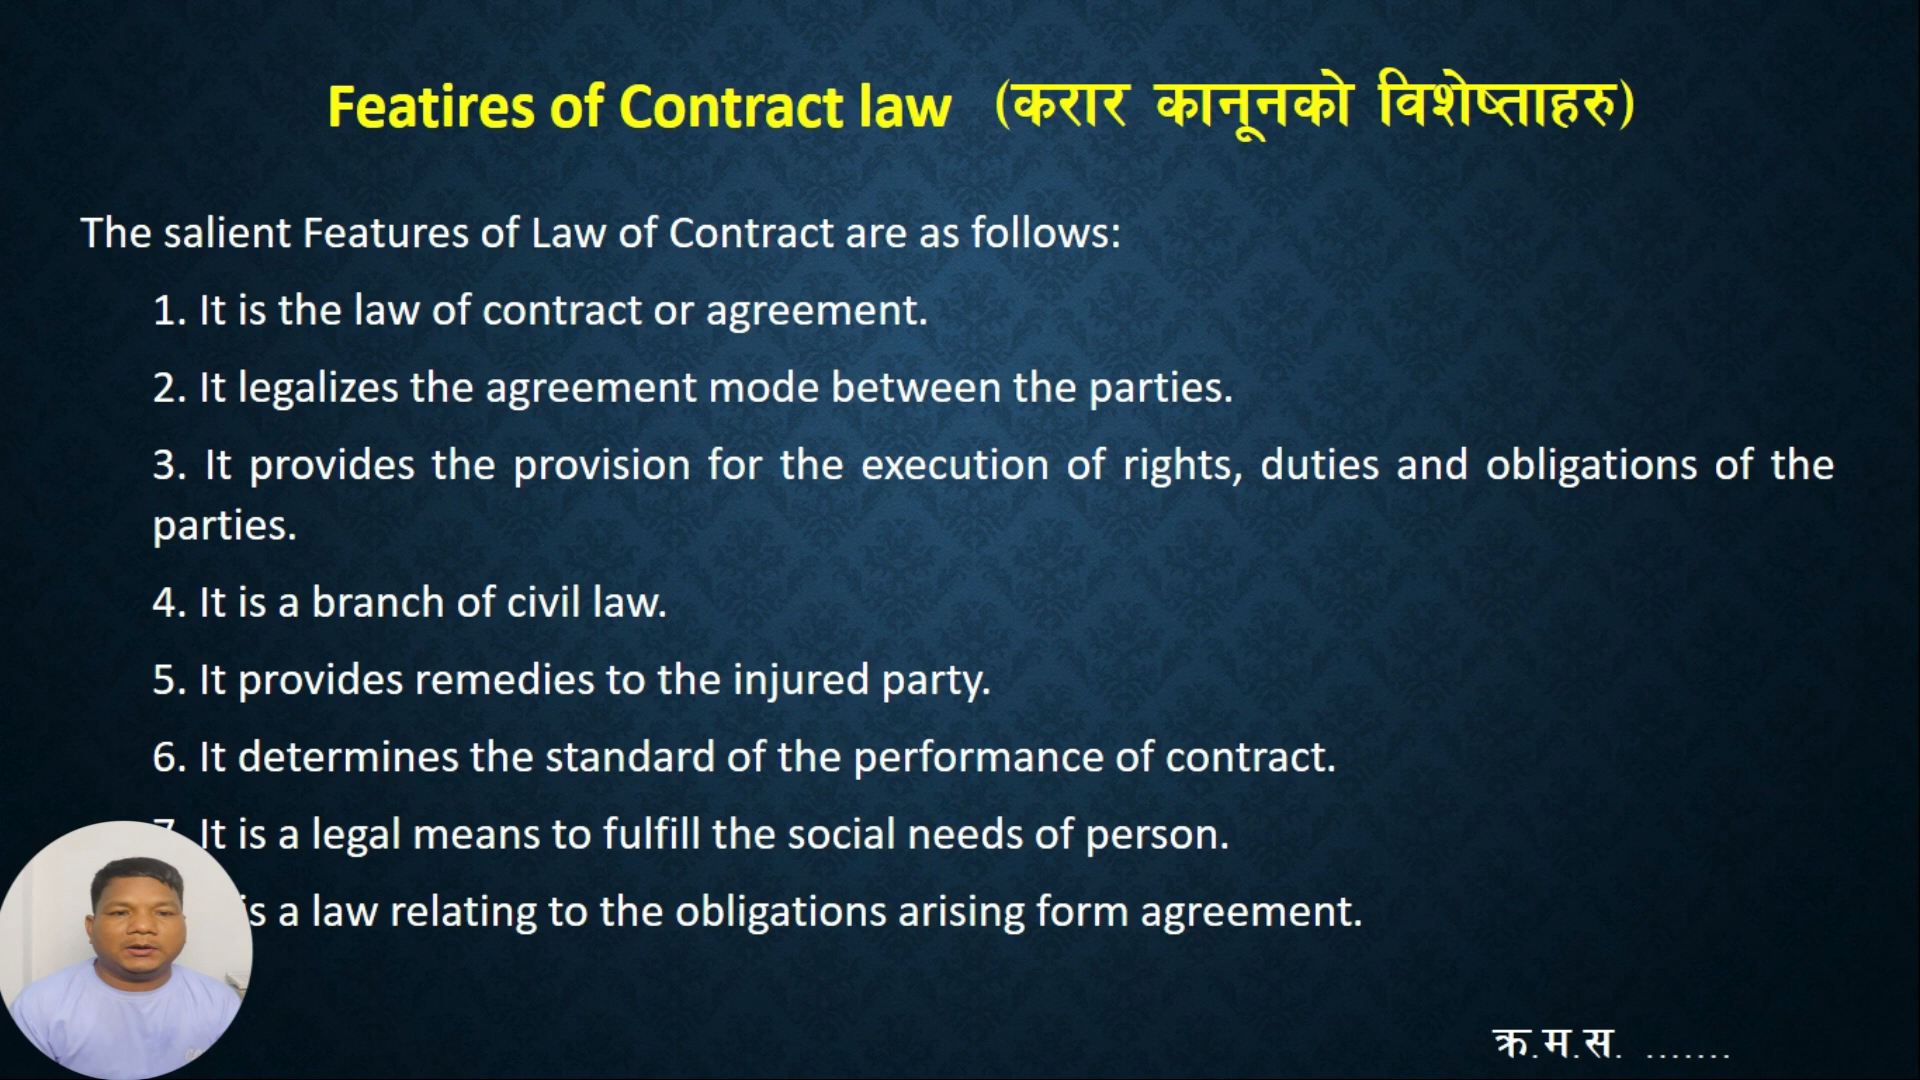 Featires of Contract law (करार कानूनको विशेष्ताहरु)
The salient Features of Law of Contract are as follows:
1. It is the law of contract or agreement.
2. It legalizes the agreement mode between the parties.
3. It provides the provision for the execution of rights, duties and obligations of the
parties.
4. It is a branch of civil law.
5. It provides remedies to the injured party.
6. It determines the standard of the performance of contract.
7. It is a legal means to fulfill the social needs of person.
is a law relating to the obligations arising form agreement.
क्र.म.स. .......